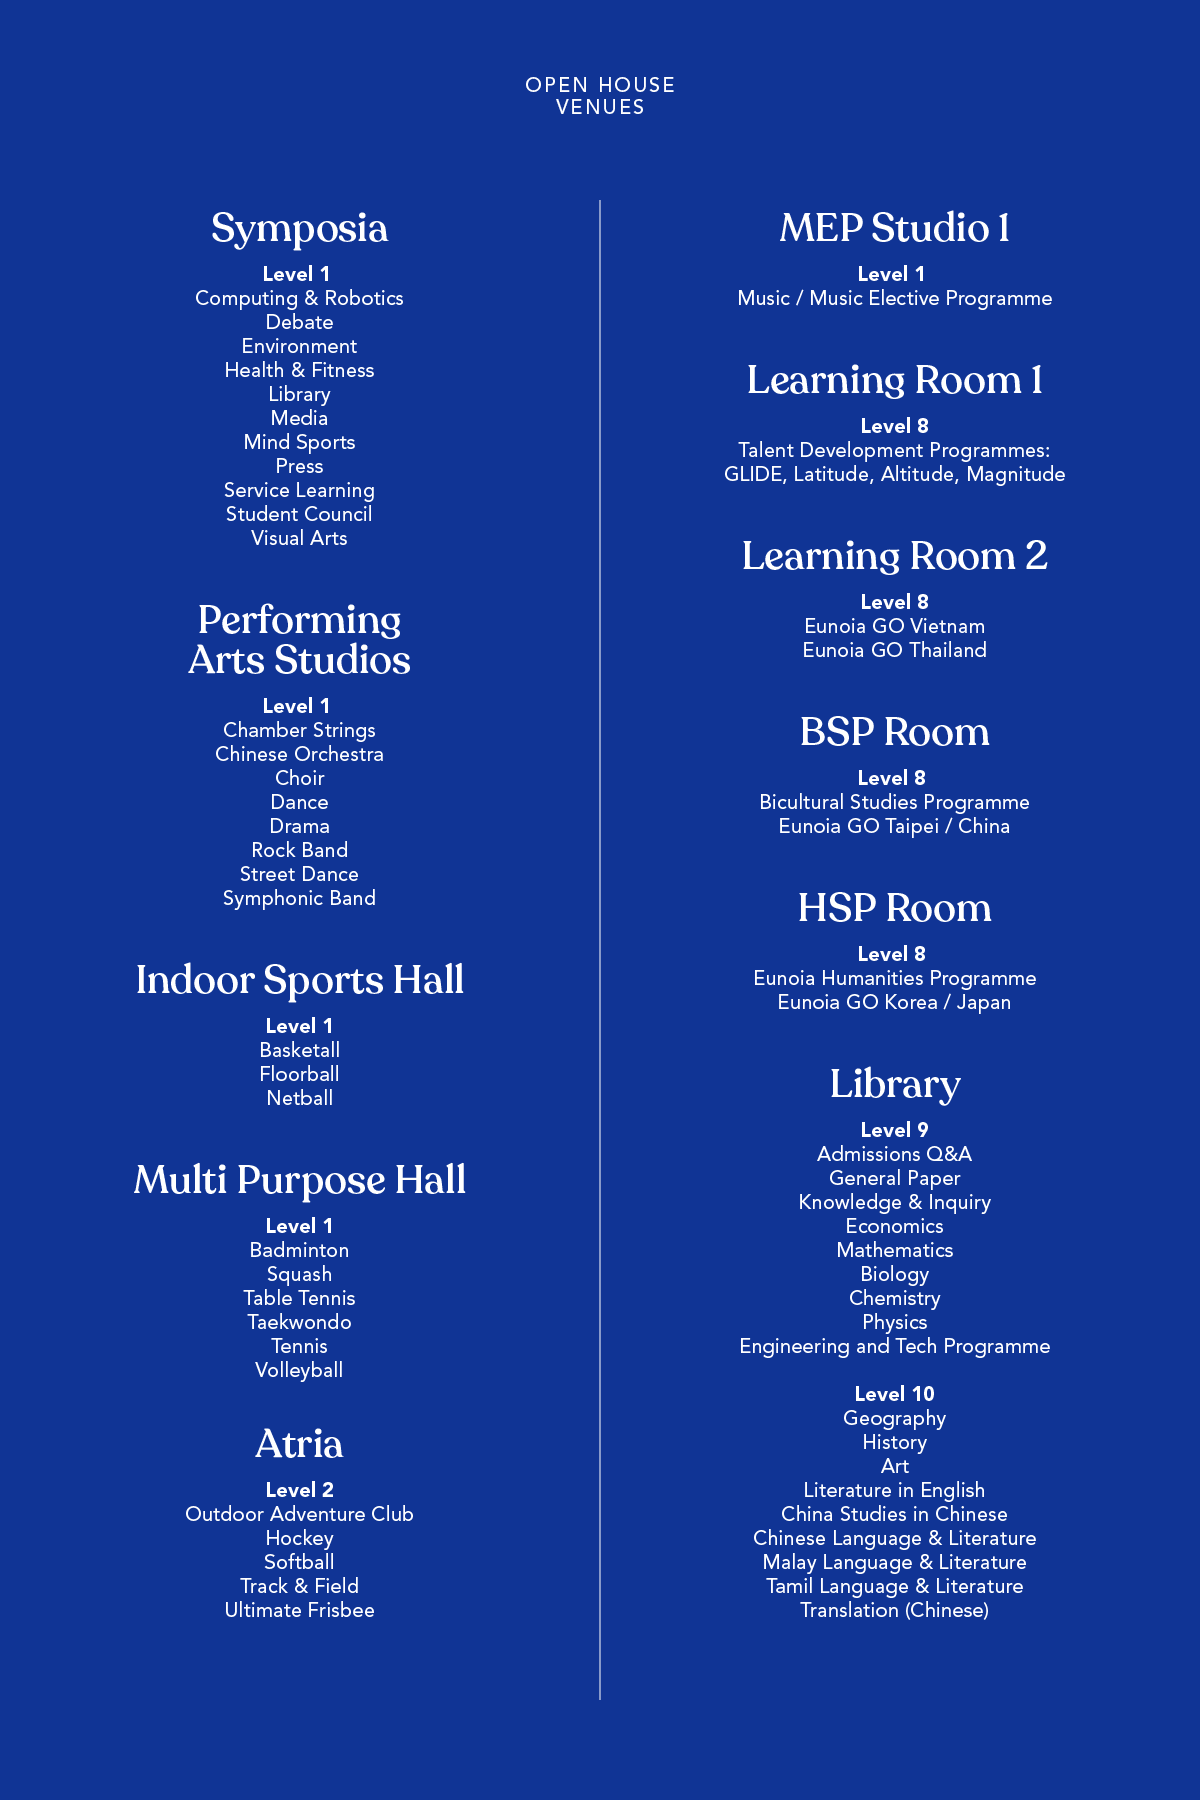 OPEN HOUSE
VENUES
Symposia
Level 1
Computing & Robotics
Debate
Environment
Health & Fitness
Library
Media
Mind Sports
Press
Service Learning
Student Council
Visual Arts
Performing
Arts Studios
Level 1
Chamber Strings
Chinese Orchestra
Choir
Dance
Drama
Rock Band
Street Dance
Symphonic Band
Indoor Sports Hall
Level 1
Basketall
Floorball
Netball
Multi Purpose Hall
Level 1
Badminton
Squash
Table Tennis
Taekwondo
Tennis
Volleyball
Atria
Level 2
Outdoor Adventure Club
Hockey
Softball
Track & Field
Ultimate Frisbee
MEP Studio 1
Level 1
Music / Music Elective Programme
Learning Room 1
Level 8
Talent Development Programmes:
GLIDE, Latitude, Altitude, Magnitude
Learning Room 2
Level 8
Eunoia GO Vietnam
Eunoia GO Thailand
BSP Room
Level 8
Bicultural Studies Programme
Eunoia GO Taipei / China
HSP Room
Level 8
Eunoia Humanities Programme
Eunoia GO Korea / Japan
Library
Level 9
Admissions Q&A
General Paper
Knowledge & Inquiry
Economics
Mathematics
Biology
Chemistry
Physics
Engineering and Tech Programme
Level 10
Geography
History
Art
Literature in English
China Studies in Chinese
Chinese Language & Literature
Malay Language & Literature
Tamil Language & Literature
Translation (Chinese)